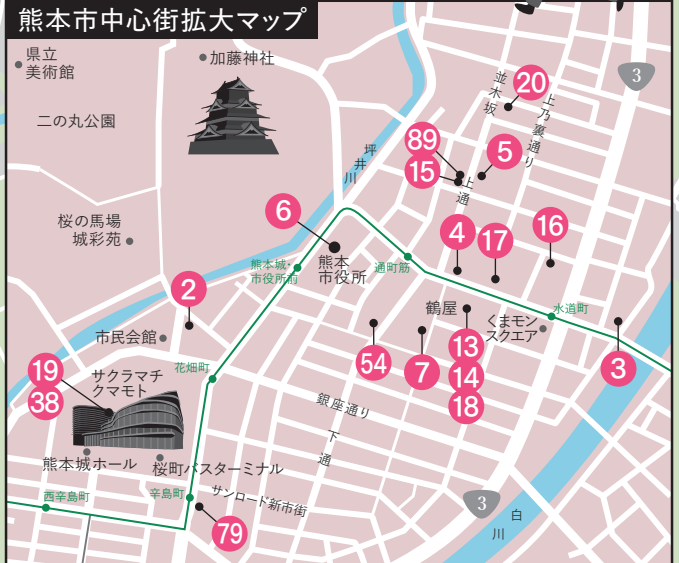 熊本市中心街拡大マップ
県立
美術館
加藤神社
3
並木坂
20
上乃裏通り
二の丸公園
坪井川
89
15
5
上通
6
桜の馬場
城彩苑
熊本城・
市役所前
熊本
市役所
通町筋
4
17
16
2
市民会館
鶴屋
くまモン
スクエア
水道町
54
7
13
14
18
3
花畑町
19
38
サクラマチ
クマモト
銀座通り
下通
熊本城ホール
桜町バスターミナル
西辛島町
辛島町
サンロード新市街
79
3
白川